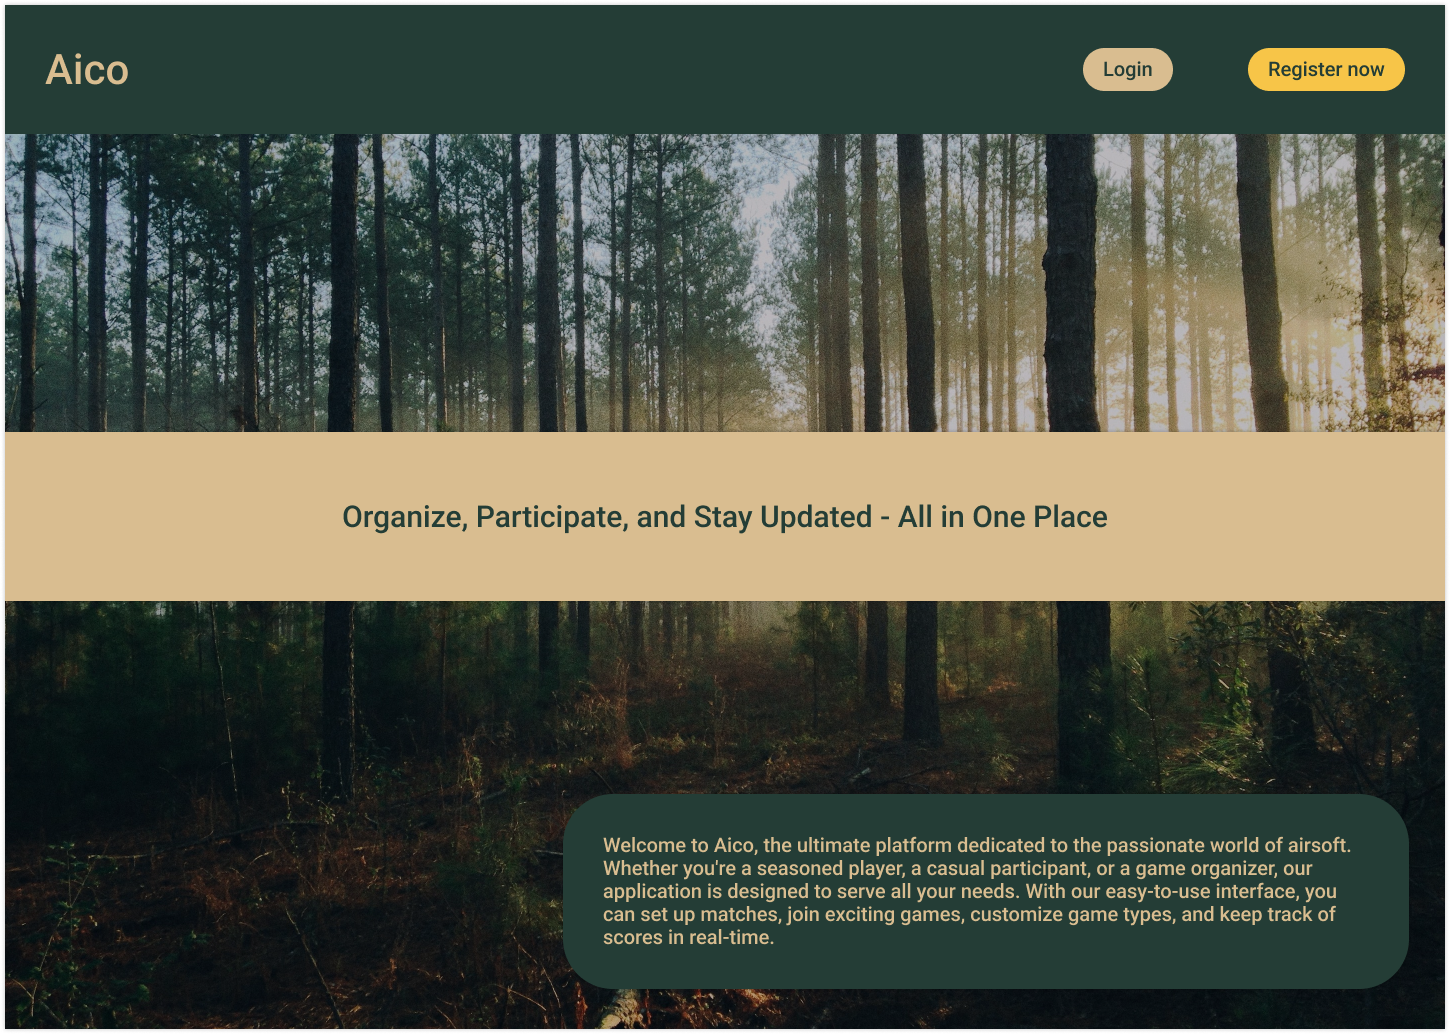 Aico
Login
Register now
Organize, Participate, and Stay Updated - All in One Place
Welcome to Aico, the ultimate platform dedicated to the passionate world of airsoft.
Whether you're a seasoned player, a casual participant, or a game organizer, our
application is designed to serve all your needs. With our easy-to-use interface, you
can set up matches, join exciting games, customize game types, and keep track of
scores in real-time.